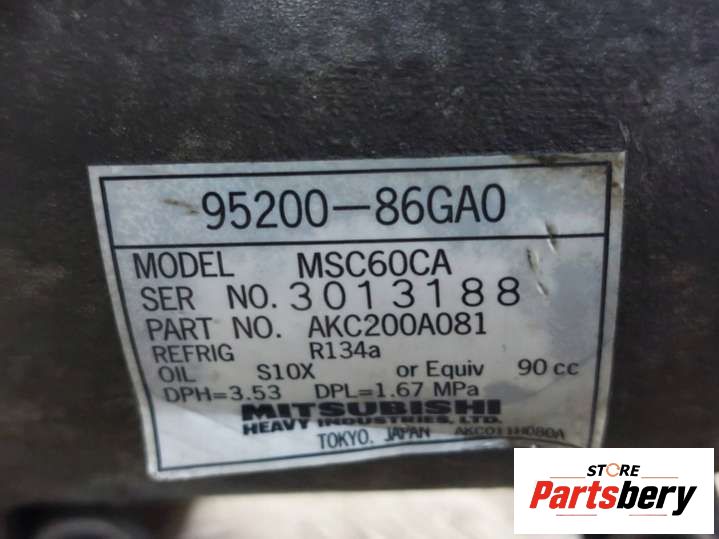 95200-86GA0
MODEL MSC60CA
SER NO. 3013188
PART NO. AKC200A081
REFRIG R134a
OIL S10X or Equiv 90 cc
DPH=3.53 DPL=1.67 MPa
MITSUBISHI
HEAVY INDUSTRIES, LTD.
TOKYO, JAPAN AKC011H080A
STORE
Partsbery